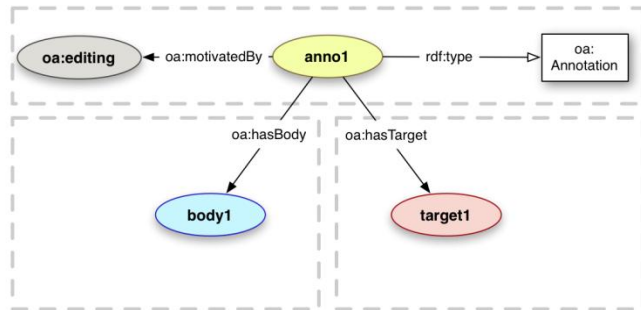 oa:editing
oa:motivatedBy
anno1
rdf:type
oa:
Annotation
oa:hasBody
oa:hasTarget
body1
target1